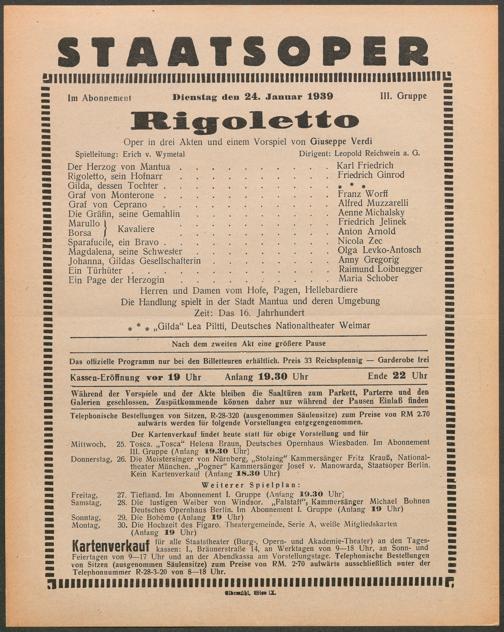 STAATSOPER
Im Abonnement Dienstag den 24. Januar 1939 III. Gruppe
Rigoletto
Oper in drei Akten und einem Vorspiel von Giuseppe Verdi
Spielleitung: Erich v. Wymetal Dirigent: Leopold Reichwein a. G.
Der Herzog von Mantua . . . . . . . . Karl Friedrich
Rigoletto, sein Hofnarr . . . . . . . . Friedrich Ginrod
Gilda, dessen Tochter . . . . . . . . * * *
Graf von Monterone . . . . . . . . Franz Worff
Graf von Ceprano . . . . . . . . Alfred Muzzarelli
Die Gräfin, seine Gemahlin . . . . . . . . Aenne Michalsky
Marullo } Kavaliere . . . . . . . . Friedrich Jelinek
Borsa } . . . . . . . . Anton Arnold
Sparafucile, ein Bravo . . . . . . . . Nicola Zec
Magdalena, seine Schwester . . . . . . . . Olga Levko-Antosch
Johanna, Gildas Gesellschafterin . . . . . . . . Anny Gregorig
Ein Türhüter . . . . . . . . Raimund Loibnegger
Ein Page der Herzogin . . . . . . . . Maria Schober
Herren und Damen vom Hofe, Pagen, Hellebardiere
Die Handlung spielt in der Stadt Mantua und deren Umgebung
Zeit: Das 16. Jahrhundert
* * * „Gilda" Lea Piltti, Deutsches Nationaltheater Weimar
Nach dem zweiten Akt eine größere Pause
Das offizielle Programm nur bei den Billetteuren erhältlich. Preis 33 Reichspfennig — Garderobe frei
Kassen-Eröffnung vor 19 Uhr Anfang 19.30 Uhr Ende 22 Uhr
Während der Vorspiele und der Akte bleiben die Saaltüren zum Parkett, Parterre und den
Galerien geschlossen. Zuspätkommende können daher nur während der Pausen Einlaß finden
Telephonische Bestellungen von Sitzen, R-28-320 (ausgenommen Säulensitze) zum Preise von RM 2.70
aufwärts werden für folgende Vorstellungen entgegengenommen.
Der Kartenverkauf findet heute statt für obige Vorstellung und für
Mittwoch, 25. Tosca. „Tosca" Helena Braun, Deutsches Opernhaus Wiesbaden. Im Abonnement
III. Gruppe (Anfang 19.30 Uhr)
Donnerstag, 26. Die Meistersinger von Nürnberg, „Stolzing" Kammersänger Fritz Krauß, National-
theater München. „Pogner" Kammersänger Josef v. Manowarda, Staatsoper Berlin.
Kein Kartenverkauf (Anfang 18.30 Uhr)
Weiterer Spielplan:
Freitag, 27. Tiefland. Im Abonnement I. Gruppe (Anfang 19.30 Uhr)
Samstag, 28. Die lustigen Weiber von Windsor. „Falstaff", Kammersänger Michael Bohnen
Deutsches Opernhaus Berlin. Im Abonnement I. Gruppe (Anfang 19 Uhr)
Sonntag, 29. Die Bohème (Anfang 19 Uhr)
Montag, 30. Die Hochzeit des Figaro. Theatergemeinde, Serie A, weiße Mitgliedskarten
(Anfang 19 Uhr)
Kartenverkauf für alle Staatstheater (Burg-, Opern- und Akademie-Theater) an den Tages-
kassen: I., Bräunerstraße 14, an Werktagen von 9—18 Uhr, an Sonn- und
Feiertagen von 9—17 Uhr und an der Abendkassa am Vorstellungstage. Telephonische Bestellungen
von Sitzen (ausgenommen Säulensitze) zum Preise von RM. 2·70 aufwärts ausschließlich unter der
Telephonnummer R-28-3-20 von 8—18 Uhr.
Elbemühl, Wien IX.